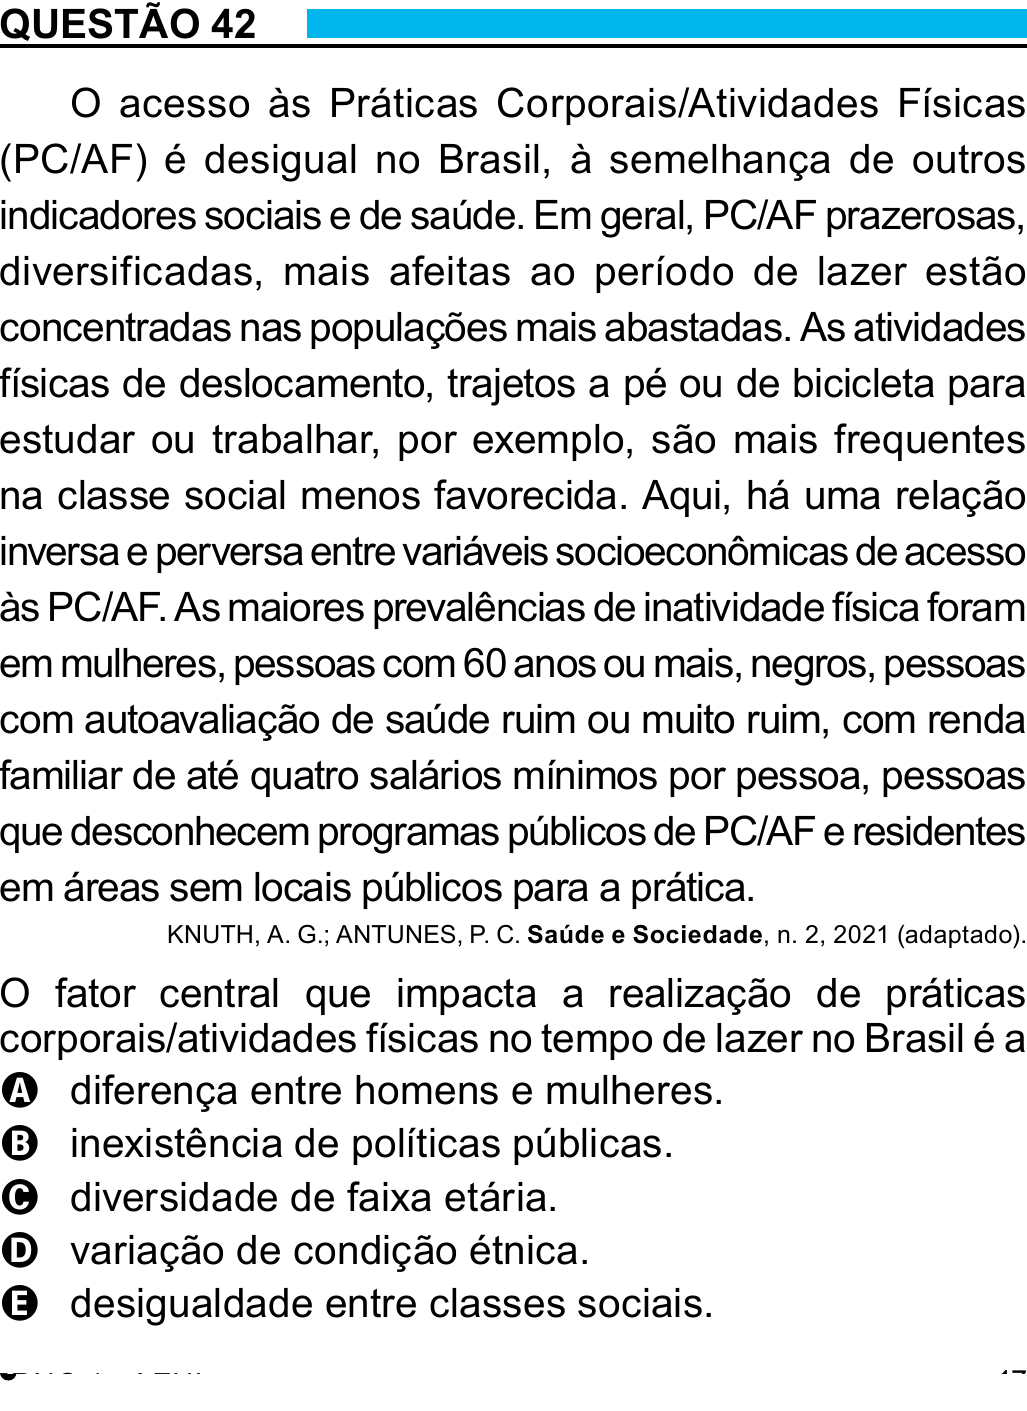 QUESTÃO 42
O acesso às Práticas Corporais/Atividades Físicas
(PC/AF) é desigual no Brasil, à semelhança de outros
indicadores sociais e de saúde. Em geral, PC/AF prazerosas,
diversificadas, mais afeitas ao período de lazer estão
concentradas nas populações mais abastadas. As atividades
físicas de deslocamento, trajetos a pé ou de bicicleta para
estudar ou trabalhar, por exemplo, são mais frequentes
na classe social menos favorecida. Aqui, há uma relação
inversa e perversa entre variáveis socioeconômicas de acesso
às PC/AF. As maiores prevalências de inatividade física foram
em mulheres, pessoas com 60 anos ou mais, negros, pessoas
com autoavaliação de saúde ruim ou muito ruim, com renda
familiar de até quatro salários mínimos por pessoa, pessoas
que desconhecem programas públicos de PC/AF e residentes
em áreas sem locais públicos para a prática.
KNUTH, A. G.; ANTUNES, P. C. Saúde e Sociedade, n. 2, 2021 (adaptado).
O fator central que impacta a realização de práticas
corporais/atividades físicas no tempo de lazer no Brasil é a
A diferença entre homens e mulheres.
B inexistência de políticas públicas.
C diversidade de faixa etária.
D variação de condição étnica.
E desigualdade entre classes sociais.